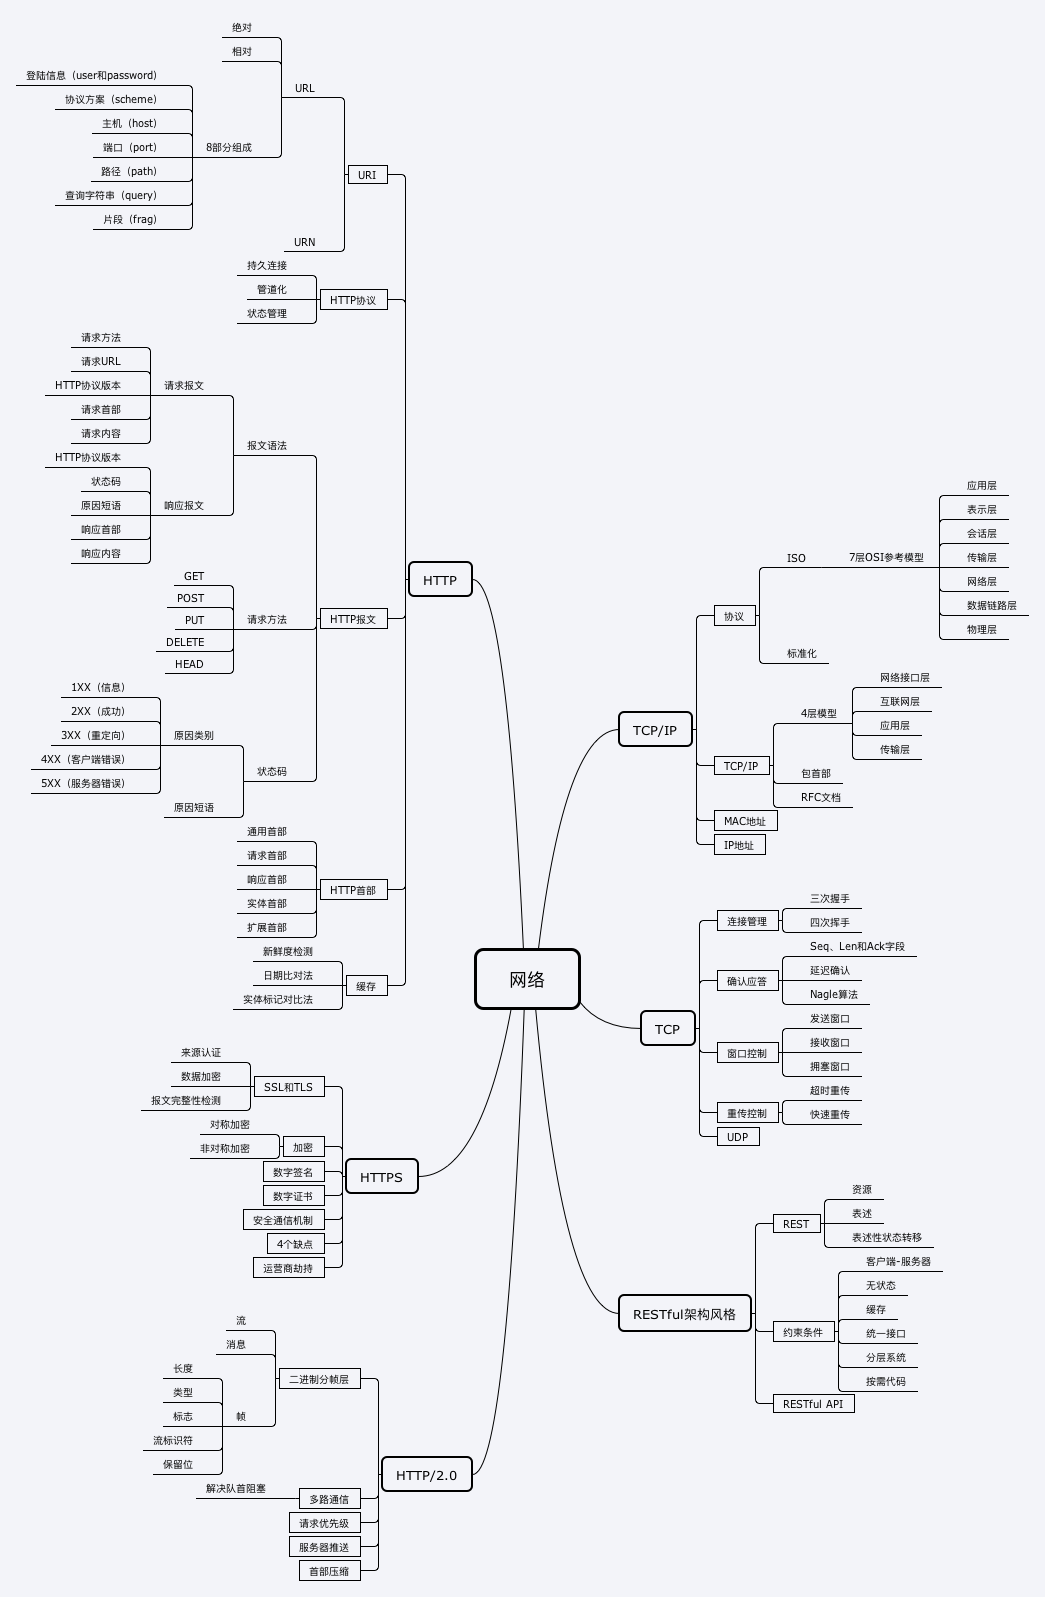 网络
HTTP
URI
URL
绝对
相对
8部分组成
登陆信息（user和password)
协议方案（scheme)
主机（host)
端口（port)
路径（path)
查询字符串（query)
片段（frag)
URN
HTTP协议
持久连接
管道化
状态管理
HTTP报文
报文语法
请求报文
请求方法
请求URL
HTTP协议版本
请求首部
请求内容
响应报文
HTTP协议版本
状态码
原因短语
响应首部
响应内容
请求方法
GET
POST
PUT
DELETE
HEAD
状态码
原因类别
1XX（信息）
2XX（成功）
3XX（重定向）
4XX（客户端错误）
5XX（服务器错误）
原因短语
HTTP首部
通用首部
请求首部
响应首部
实体首部
扩展首部
缓存
新鲜度检测
日期比对法
实体标记对比法
HTTPS
SSL和TLS
来源认证
数据加密
报文完整性检测
加密
对称加密
非对称加密
数字签名
数字证书
安全通信机制
4个缺点
运营商劫持
HTTP/2.0
二进制分帧层
流
消息
帧
长度
类型
标志
流标识符
保留位
多路通信
解决队首阻塞
请求优先级
服务器推送
首部压缩
TCP/IP
协议
ISO
7层OSI参考模型
应用层
表示层
会话层
传输层
网络层
数据链路层
物理层
标准化
TCP/IP
4层模型
网络接口层
互联网层
应用层
传输层
包首部
RFC文档
MAC地址
IP地址
TCP
连接管理
三次握手
四次挥手
确认应答
Seq、Len和Ack字段
延迟确认
Nagle算法
窗口控制
发送窗口
接收窗口
拥塞窗口
重传控制
超时重传
快速重传
UDP
RESTful架构风格
REST
资源
表述
表述性状态转移
约束条件
客户端-服务器
无状态
缓存
统一接口
分层系统
按需代码
RESTful API